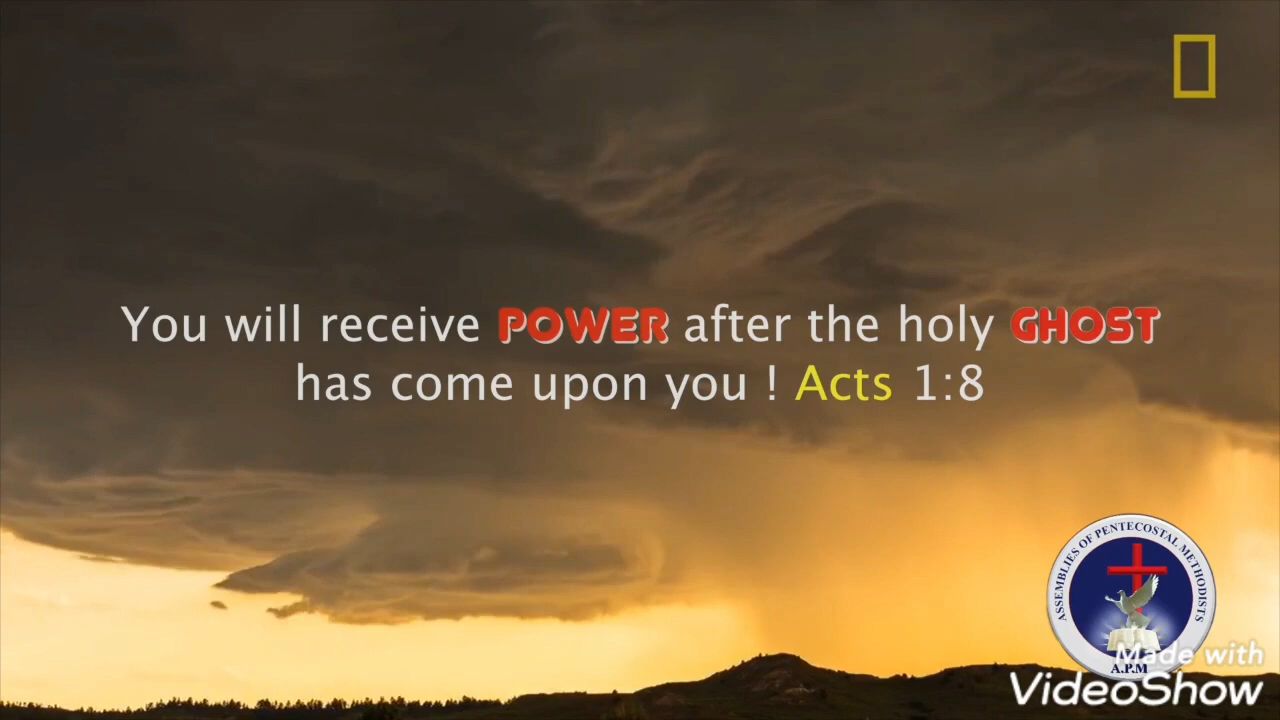 You will receive POWER after the holy GHOST
has come upon you ! Acts 1:8
ASSEMBLIES OF PENTECOSTAL METHODISTS
A.P.M
Made with
VideoShow